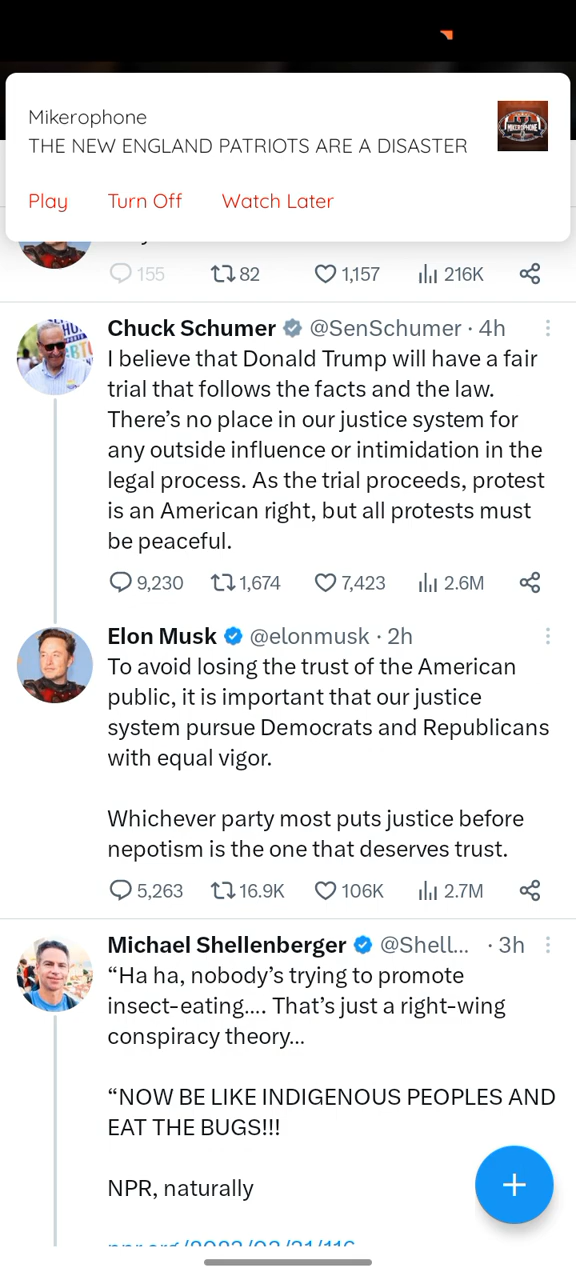 Mikerophone
THE NEW ENGLAND PATRIOTS ARE A DISASTER
MIKEROPHONE
Play Turn Off Watch Later
155 82 1,157 216K
Chuck Schumer @SenSchumer · 4h
I believe that Donald Trump will have a fair
trial that follows the facts and the law.
There’s no place in our justice system for
any outside influence or intimidation in the
legal process. As the trial proceeds, protest
is an American right, but all protests must
be peaceful.
9,230 1,674 7,423 2.6M
Elon Musk @elonmusk · 2h
To avoid losing the trust of the American
public, it is important that our justice
system pursue Democrats and Republicans
with equal vigor.
Whichever party most puts justice before
nepotism is the one that deserves trust.
5,263 16.9K 106K 2.7M
Michael Shellenberger @Shell... · 3h
“Ha ha, nobody’s trying to promote
insect-eating.... That’s just a right-wing
conspiracy theory...
“NOW BE LIKE INDIGENOUS PEOPLES AND
EAT THE BUGS!!!
NPR, naturally